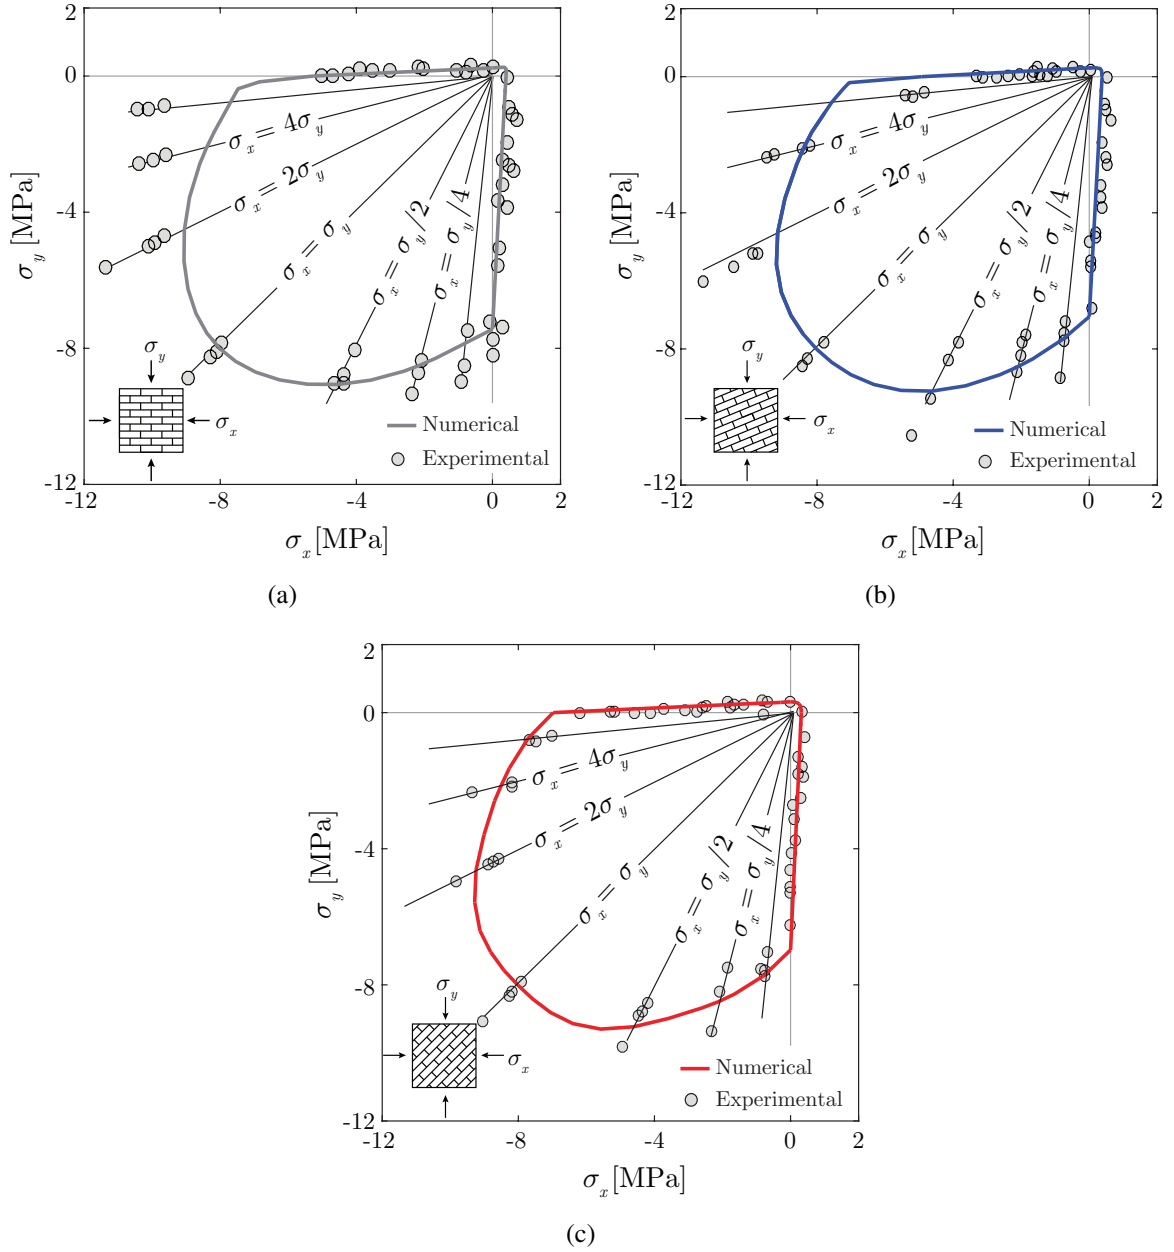 2
0
-4
-8
-12
-12
-8
-4
0
2
σy [MPa]
σx [MPa]
σx = 4σy
σx = 2σy
σx = σy
σx = σy/2
σx = σy/4
σy
σx
Numerical
Experimental
(a)
2
0
-4
-8
-12
-12
-8
-4
0
2
σy [MPa]
σx [MPa]
σx = 4σy
σx = 2σy
σx = σy
σx = σy/2
σx = σy/4
σy
σx
Numerical
Experimental
(b)
2
0
-4
-8
-12
-12
-8
-4
0
2
σy [MPa]
σx [MPa]
σx = 4σy
σx = 2σy
σx = σy
σx = σy/2
σx = σy/4
σy
σx
Numerical
Experimental
(c)